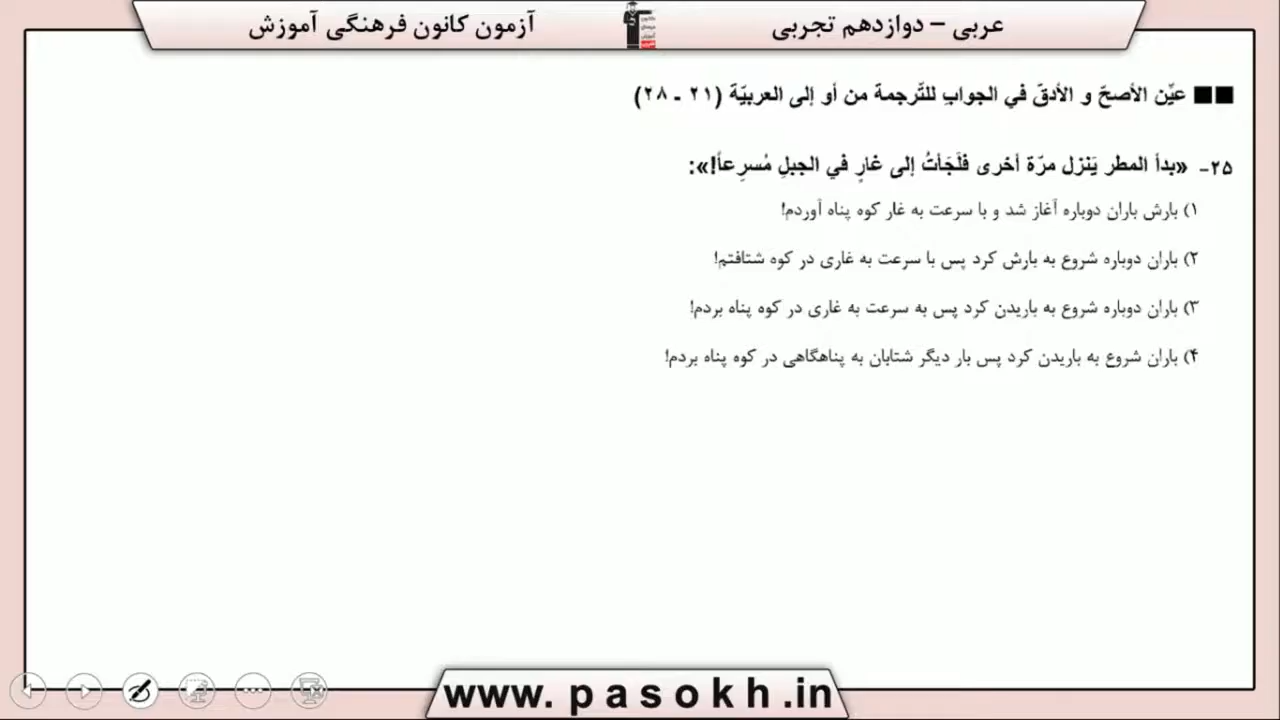 عربی – دوازدهم تجربی
آزمون کانون فرهنگی آموزش
■■ عیّن الأصحّ و الأدقّ في الجوابِ للتّرجمة من أو إلی العربیّة (۲۱ ـ ۲۸)
۲۵- «بدأ المطر یَنزل مرّة أخری فلَجَأتُ إلی غارٍ في الجبلِ مُسرِعاً!»:
۱) بارش باران دوباره آغاز شد و با سرعت به غار کوه پناه آوردم!
۲) باران دوباره شروع به بارش کرد پس با سرعت به غاری در کوه شتافتم!
۳) باران دوباره شروع به باریدن کرد پس به سرعت به غاری در کوه پناه بردم!
۴) باران شروع به باریدن کرد پس بار دیگر شتابان به پناهگاهی در کوه پناه بردم!
www. p a s o k h .in